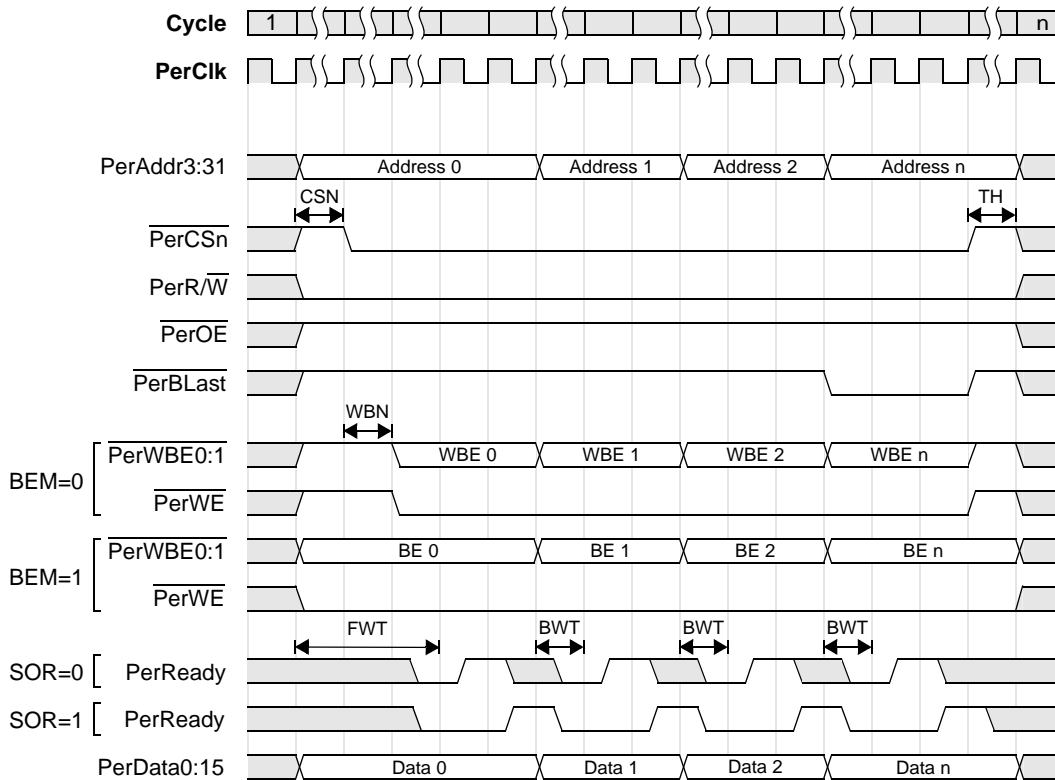 Cycle 1 n
PerClk
PerAddr3:31 Address 0 Address 1 Address 2 Address n
CSN TH
PerCSn
PerR/W
PerOE
PerBLast
WBN
BEM=0 PerWBE0:1 WBE 0 WBE 1 WBE 2 WBE n
PerWE
BEM=1 PerWBE0:1 BE 0 BE 1 BE 2 BE n
PerWE
FWT BWT BWT BWT
SOR=0 PerReady
SOR=1 PerReady
PerData0:15 Data 0 Data 1 Data 2 Data n